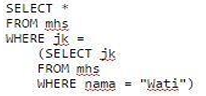 SELECT *
FROM mhs
WHERE jk =
(SELECT jk
FROM mhs
WHERE nama = "Wati")